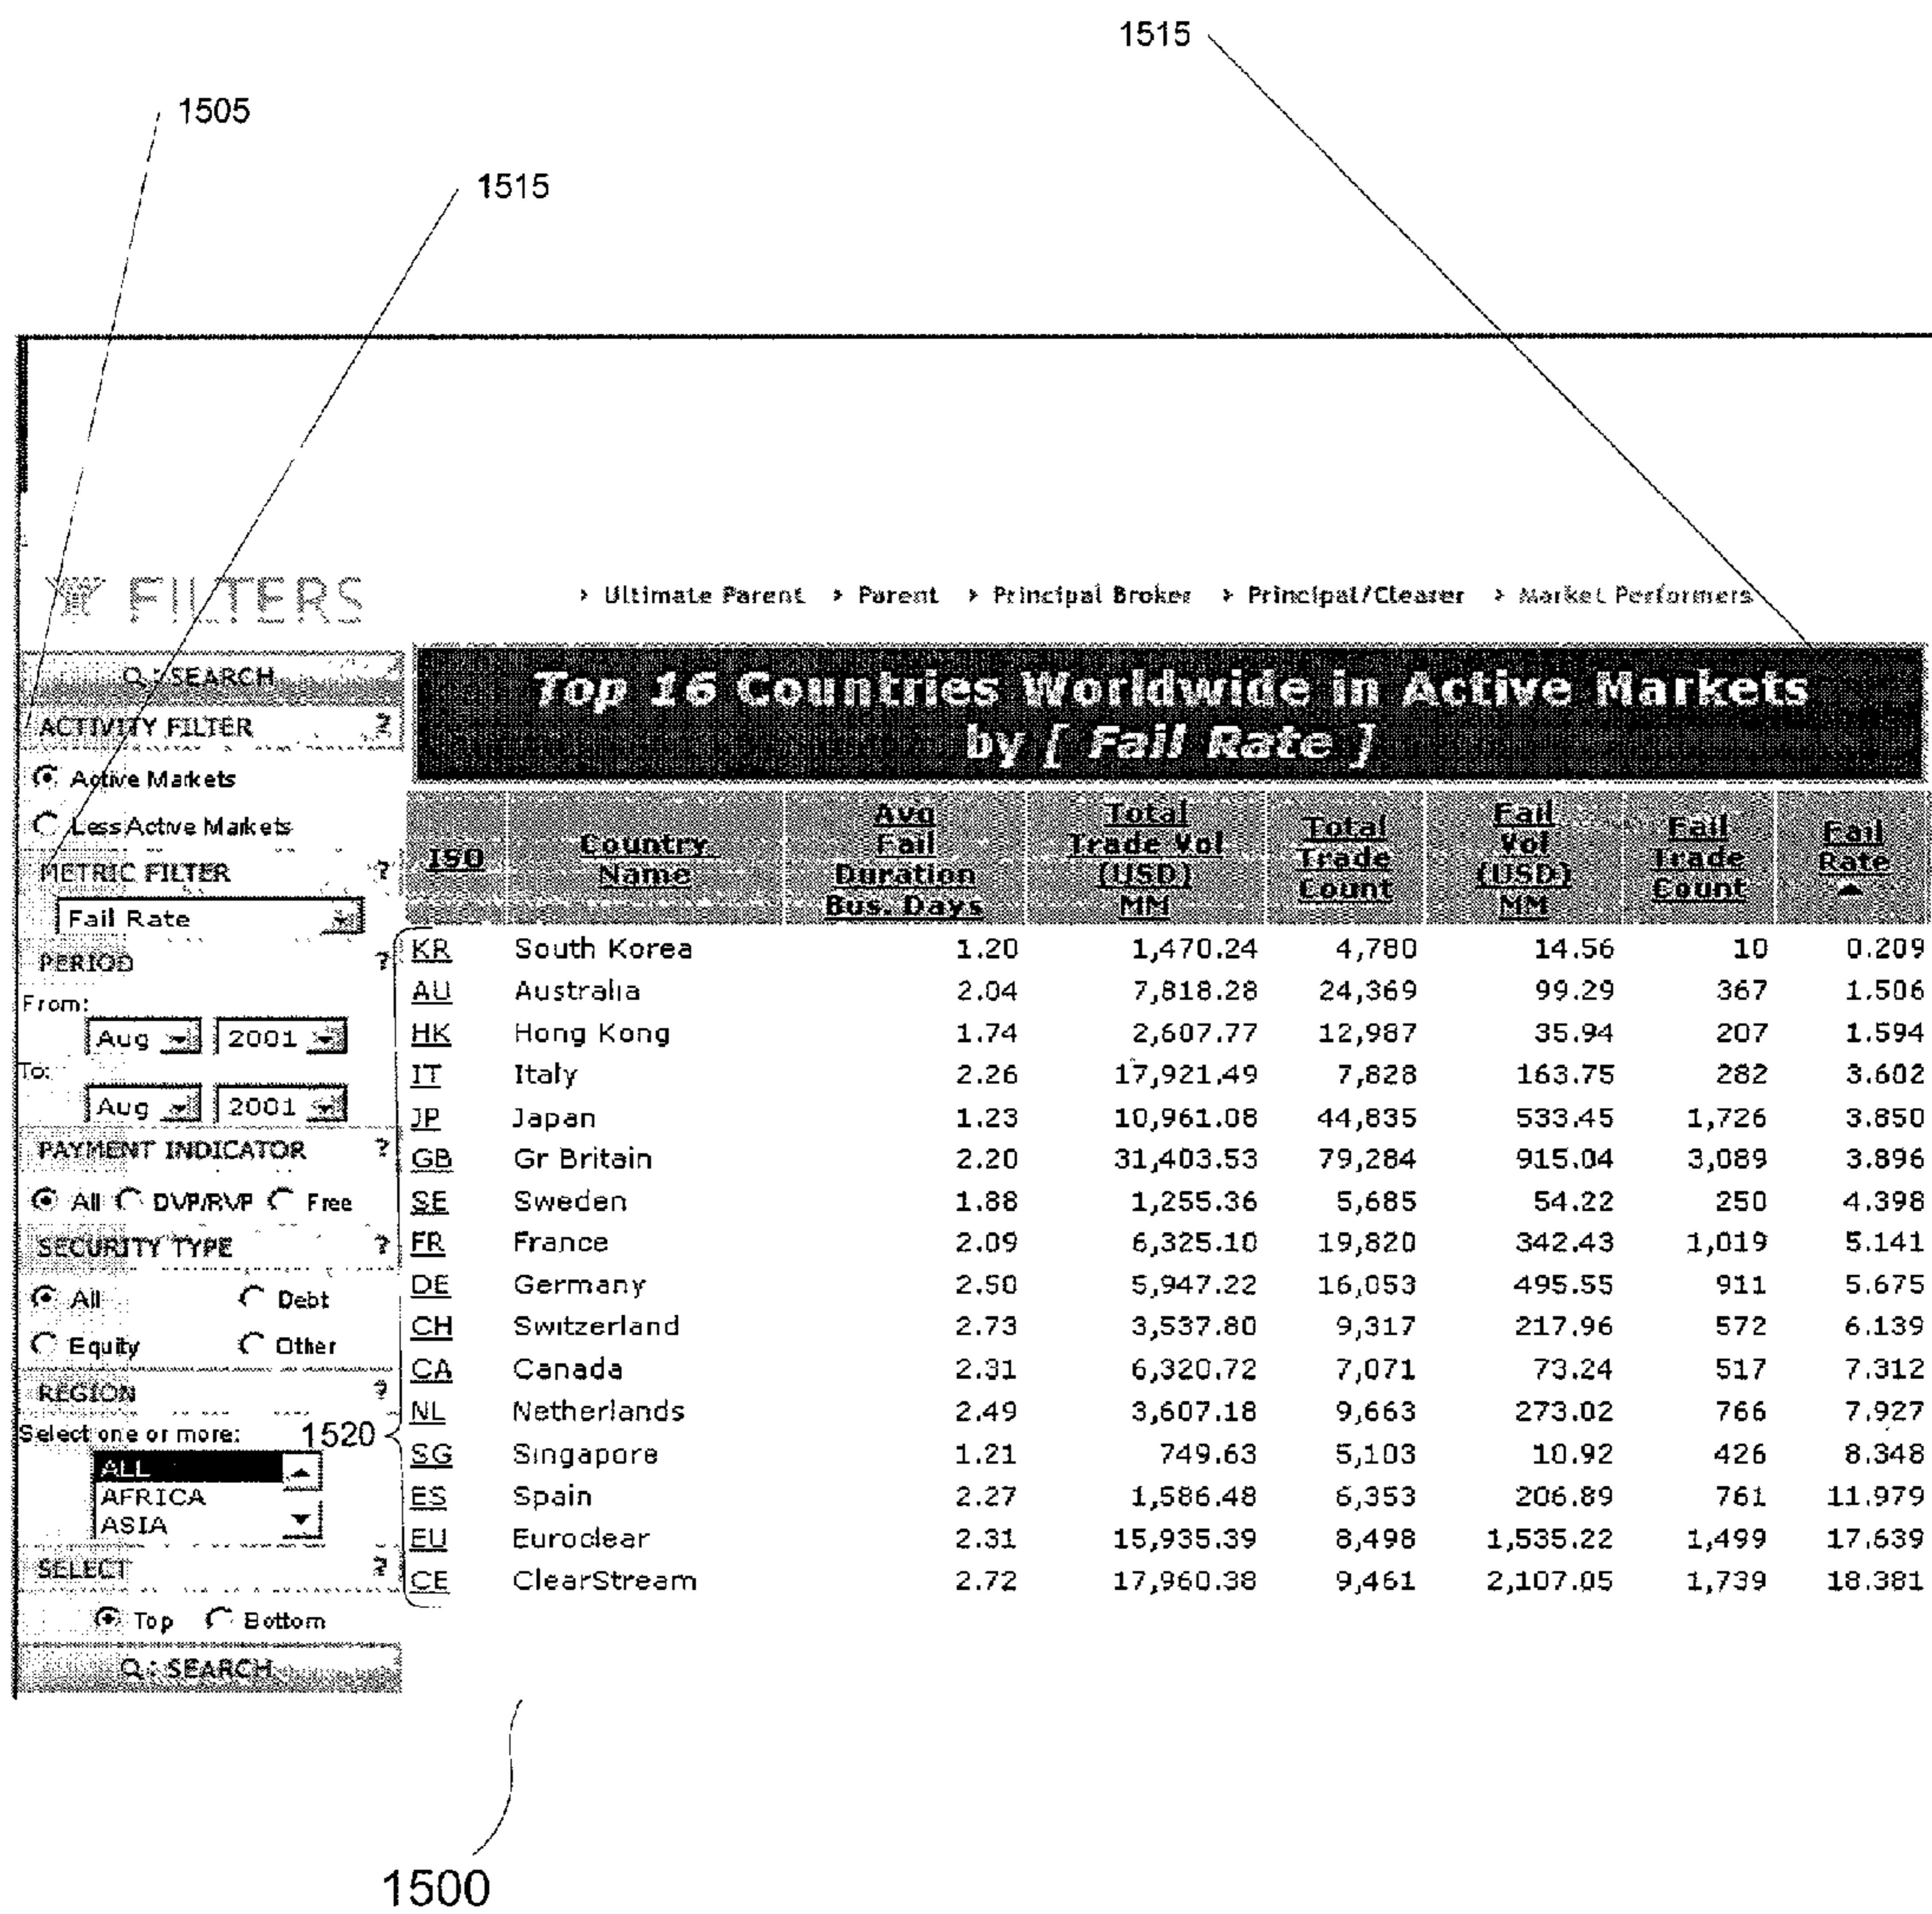 1515
1505
1515
FILTERS
› Ultimate Parent › Parent › Principal Broker › Principal/Clearer › Market Performers
Q : SEARCH
ACTIVITY FILTER ?
Active Markets
Less Active Markets
METRIC FILTER ?
Fail Rate
PERIOD ?
From:
Aug 2001
To:
Aug 2001
PAYMENT INDICATOR ?
All DVP/RVP Free
SECURITY TYPE ?
All Debt
Equity Other
REGION ?
Select one or more:
ALL
AFRICA
ASIA
SELECT ?
Top Bottom
Q : SEARCH
1520
Top 16 Countries Worldwide in Active Markets
by [ Fail Rate ]
ISO Country Name Avg Fail Duration Bus. Days Total Trade Vol (USD) MM Total Trade Count Fail Vol (USD) MM Fail Trade Count Fail Rate
KR South Korea 1.20 1,470.24 4,780 14.56 10 0.209
AU Australia 2.04 7,818.28 24,369 99.29 367 1.506
HK Hong Kong 1.74 2,607.77 12,987 35.94 207 1.594
IT Italy 2.26 17,921.49 7,828 163.75 282 3.602
JP Japan 1.23 10,961.08 44,835 533.45 1,726 3.850
GB Gr Britain 2.20 31,403.53 79,284 915.04 3,089 3.896
SE Sweden 1.88 1,255.36 5,685 54.22 250 4.398
FR France 2.09 6,325.10 19,820 342.43 1,019 5.141
DE Germany 2.50 5,947.22 16,053 495.55 911 5.675
CH Switzerland 2.73 3,537.80 9,317 217.96 572 6.139
CA Canada 2.31 6,320.72 7,071 73.24 517 7.312
NL Netherlands 2.49 3,607.18 9,663 273.02 766 7.927
SG Singapore 1.21 749.63 5,103 10.92 426 8.348
ES Spain 2.27 1,586.48 6,353 206.89 761 11.979
EU Euroclear 2.31 15,935.39 8,498 1,535.22 1,499 17.639
CE ClearStream 2.72 17,960.38 9,461 2,107.05 1,739 18.381
1500